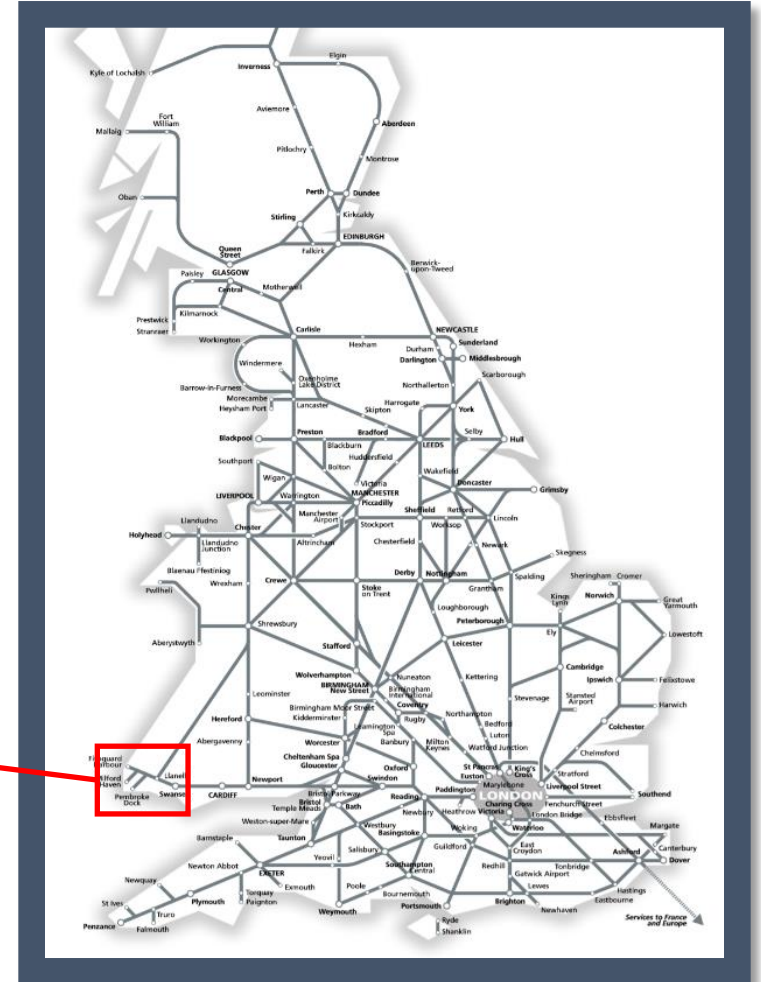 Elgin
Inverness
Kyle of Lochalsh
Aviemore
Fort
William
Aberdeen
Mallaig
Pitlochry
Montrose
Perth
Dundee
Oban
Stirling
Kirkcaldy
EDINBURGH
Queen
Street
Falkirk
Berwick-
upon-Tweed
Paisley
GLASGOW
Central
Motherwell
Prestwick
Kilmarnock
Stranraer
Carlisle
NEWCASTLE
Workington
Hexham
Durham
Sunderland
Darlington
Middlesbrough
Windermere
Scarborough
Oxenholme
Lake District
Northallerton
Barrow-in-Furness
Morecambe
Heysham Port
Lancaster
Harrogate
York
Skipton
Blackpool
Preston
Bradford
LEEDS
Selby
Hull
Blackburn
Huddersfield
Southport
Bolton
Wakefield
Wigan
Victoria
Doncaster
LIVERPOOL
Warrington
MANCHESTER
Piccadilly
Grimsby
Sheffield
Retford
Llandudno
Manchester
Airport
Stockport
Worksop
Lincoln
Holyhead
Chester
Llandudno
Junction
Altrincham
Chesterfield
Newark
Skegness
Blaenau Ffestiniog
Derby
Nottingham
Spalding
Sheringham
Cromer
Pwllheli
Wrexham
Crewe
Stoke
on Trent
Grantham
Kings
Lynn
Norwich
Great
Yarmouth
Loughborough
Shrewsbury
Peterborough
Ely
Lowestoft
Aberystwyth
Stafford
Leicester
Wolverhampton
Nuneaton
Cambridge
BIRMINGHAM
New Street
Birmingham
International
Kettering
Ipswich
Felixstowe
Leominster
Coventry
Stevenage
Stansted
Airport
Birmingham Moor Street
Kidderminster
Rugby
Northampton
Harwich
Hereford
Leamington
Spa
Bedford
Colchester
Abergavenny
Worcester
Banbury
Milton
Keynes
Luton
Watford Junction
Chelmsford
Cheltenham Spa
Gloucester
Oxford
St Pancras
King's
Cross
Euston
Stratford
Milford
Haven
Llanelli
Swindon
Marylebone
Liverpool Street
Pembroke
Dock
Swansea
CARDIFF
Newport
Bristol Parkway
Reading
Paddington
LONDON
Southend
Bristol
Temple Meads
Bath
Newbury
Heathrow
Victoria
Charing Cross
Fenchurch Street
London Bridge
Ebbsfleet
Weston-super-Mare
Westbury
Basingstoke
Woking
Waterloo
Margate
Barnstaple
Taunton
Salisbury
Guildford
East
Croydon
Canterbury
Newton Abbot
Yeovil
Southampton
Central
Redhill
Gatwick Airport
Tonbridge
Ashford
Dover
EXETER
Newquay
Exmouth
Poole
Lewes
Hastings
Torquay
Paignton
Bournemouth
Eastbourne
St Ives
Plymouth
Weymouth
Portsmouth
Brighton
Newhaven
Truro
Ryde
Services to France
and Europe
Penzance
Falmouth
Shanklin